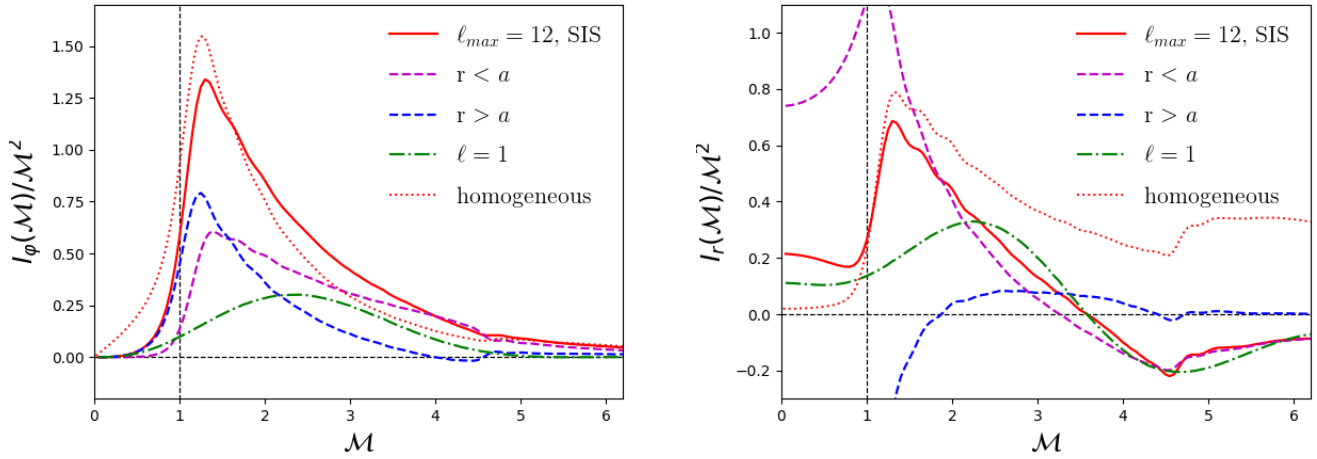 I_φ(ℳ)/ℳ²
1.50
1.25
1.00
0.75
0.50
0.25
0.00
0
1
2
3
4
5
6
ℳ
ℓ_max = 12, SIS
r < a
r > a
ℓ = 1
homogeneous
I_r(ℳ)/ℳ²
1.0
0.8
0.6
0.4
0.2
0.0
−0.2
0
1
2
3
4
5
6
ℳ
ℓ_max = 12, SIS
r < a
r > a
ℓ = 1
homogeneous